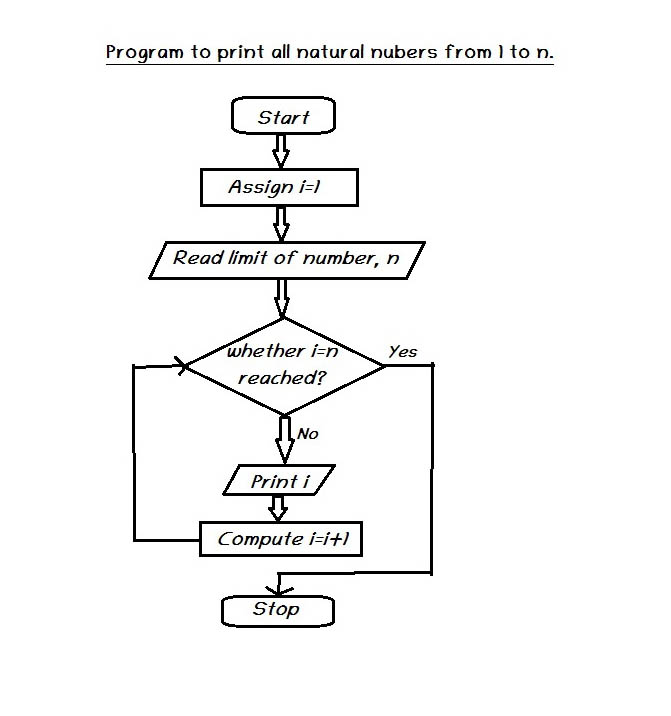 Program to print all natural nubers from 1 to n.
Start
Assign i=1
Read limit of number, n
whether i=n
reached?
Yes
No
Print i
Compute i=i+1
Stop